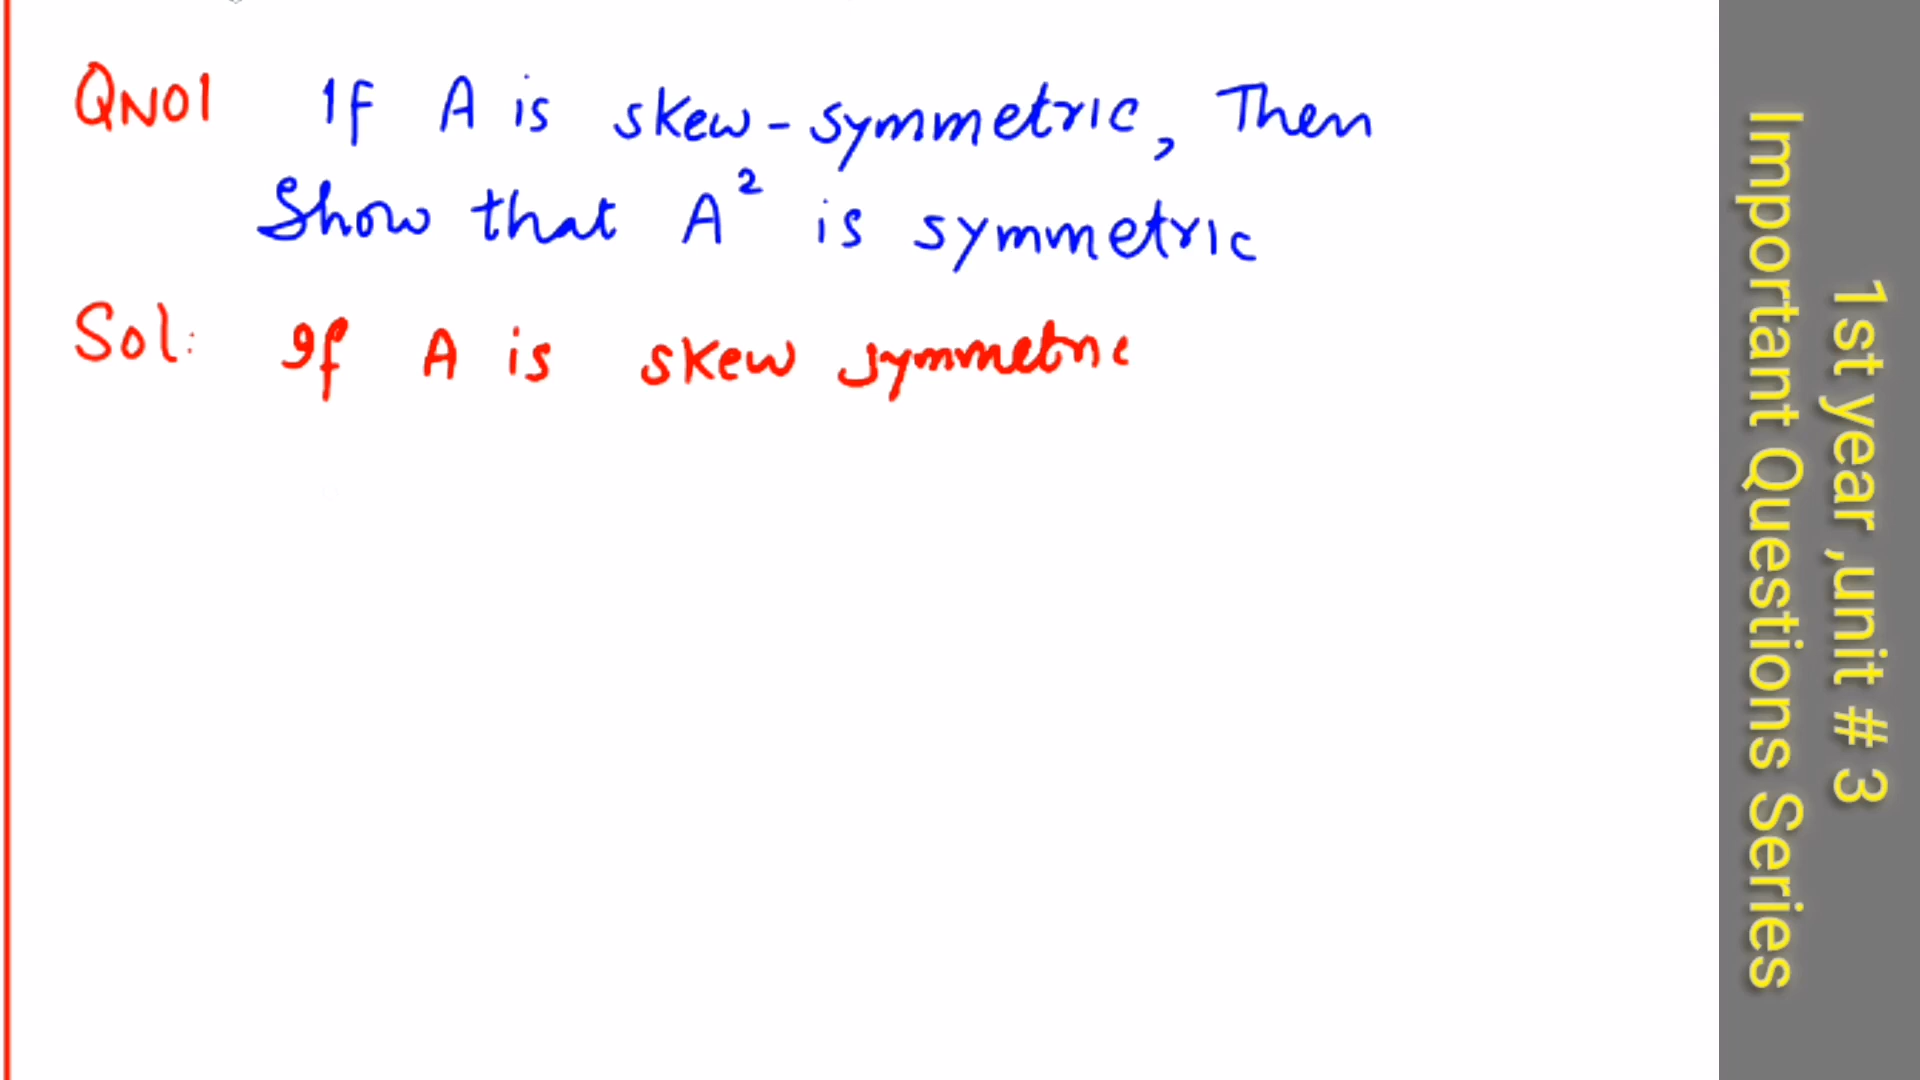 QN01 If A is skew-symmetric, Then
Show that A² is symmetric
Sol: If A is skew symmetric
1st year ,unit # 3
Important Questions Series